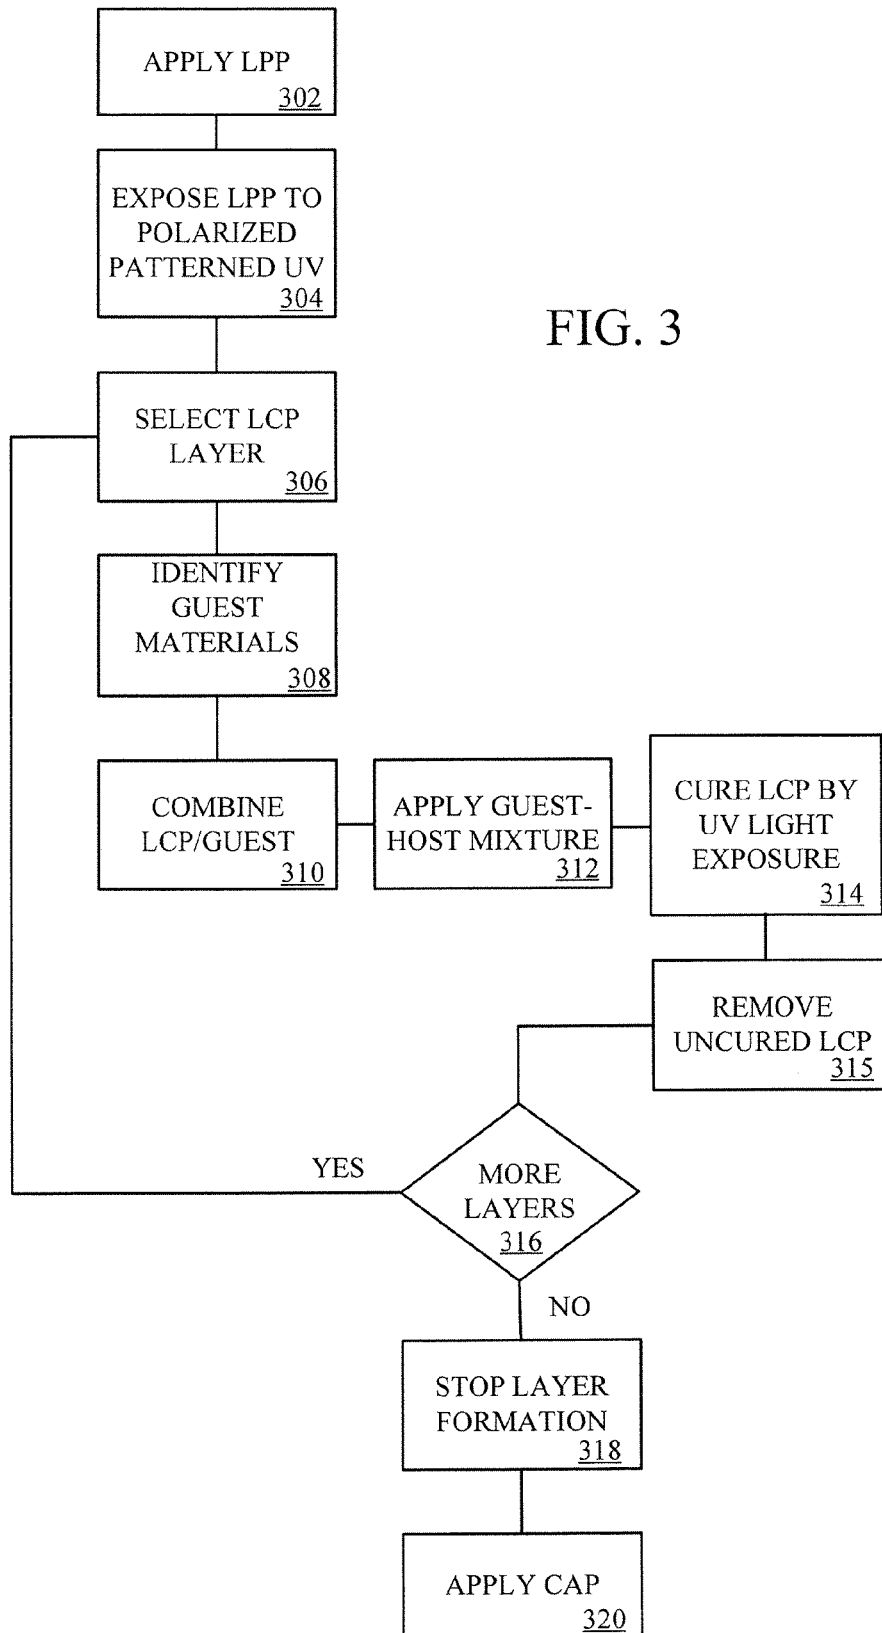 APPLY LPP
302
EXPOSE LPP TO
POLARIZED
PATTERNED UV
304
FIG. 3
SELECT LCP
LAYER
306
IDENTIFY
GUEST
MATERIALS
308
COMBINE
LCP/GUEST
310
APPLY GUEST-
HOST MIXTURE
312
CURE LCP BY
UV LIGHT
EXPOSURE
314
REMOVE
UNCURED LCP
315
YES
MORE
LAYERS
316
NO
STOP LAYER
FORMATION
318
APPLY CAP
320